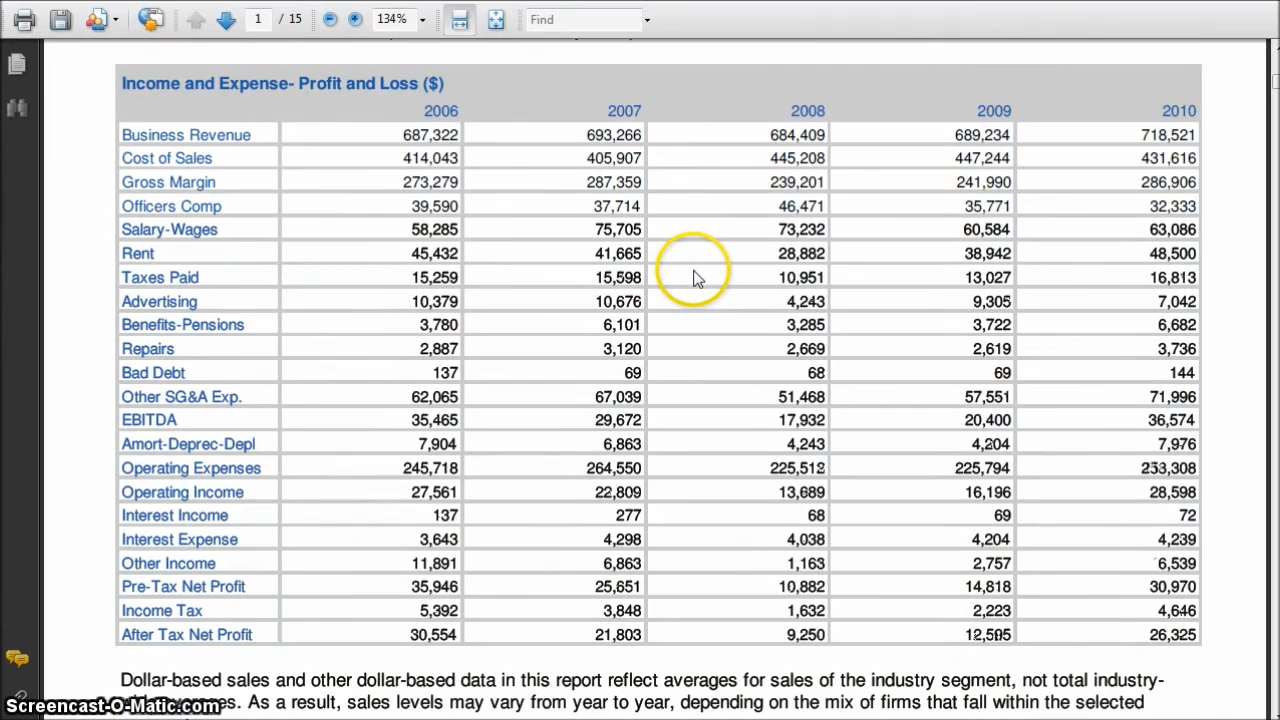 1 / 15 134% Find
Income and Expense- Profit and Loss ($)
2006 2007 2008 2009 2010
Business Revenue 687,322 693,266 684,409 689,234 718,521
Cost of Sales 414,043 405,907 445,208 447,244 431,616
Gross Margin 273,279 287,359 239,201 241,990 286,906
Officers Comp 39,590 37,714 46,471 35,771 32,333
Salary-Wages 58,285 75,705 73,232 60,584 63,086
Rent 45,432 41,665 28,882 38,942 48,500
Taxes Paid 15,259 15,598 10,951 13,027 16,813
Advertising 10,379 10,676 4,243 9,305 7,042
Benefits-Pensions 3,780 6,101 3,285 3,722 6,682
Repairs 2,887 3,120 2,669 2,619 3,736
Bad Debt 137 69 68 69 144
Other SG&A Exp. 62,065 67,039 51,468 57,551 71,996
EBITDA 35,465 29,672 17,932 20,400 36,574
Amort-Deprec-Depl 7,904 6,863 4,243 4,204 7,976
Operating Expenses 245,718 264,550 225,512 225,794 233,308
Operating Income 27,561 22,809 13,689 16,196 28,598
Interest Income 137 277 68 69 72
Interest Expense 3,643 4,298 4,038 4,204 4,239
Other Income 11,891 6,863 1,163 2,757 6,539
Pre-Tax Net Profit 35,946 25,651 10,882 14,818 30,970
Income Tax 5,392 3,848 1,632 2,223 4,646
After Tax Net Profit 30,554 21,803 9,250 26,325
Dollar-based sales and other dollar-based data in this report reflect averages for sales of the industry segment, not total industry-
As a result, sales levels may vary from year to year, depending on the mix of firms that fall within the selected
Screencast-O-Matic.com